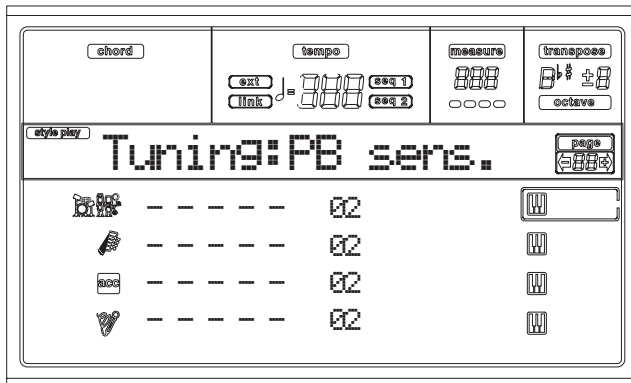 chord tempo measure transpose
ext seq 1
link seq 2
octave
style play
Tuning:PB sens.
page
- - - - - 02
- - - - - 02
acc - - - - - 02
- - - - - 02